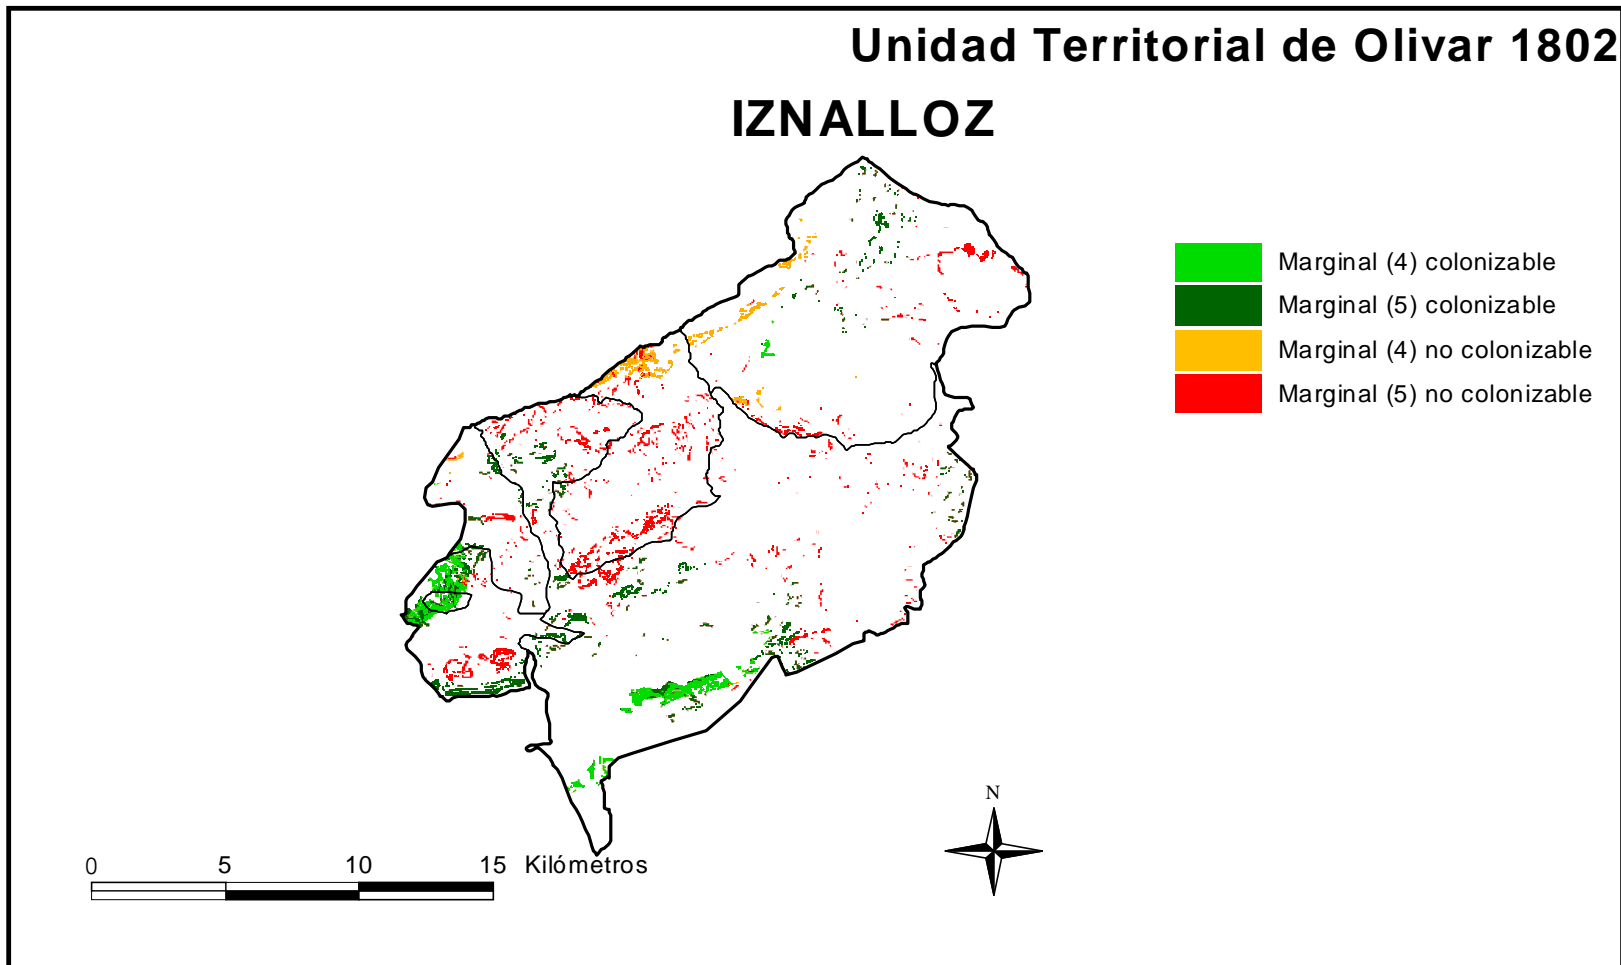 Unidad Territorial de Olivar 1802
IZNALLOZ
Marginal (4) colonizable
Marginal (5) colonizable
Marginal (4) no colonizable
Marginal (5) no colonizable
N
0 5 10 15 Kilómetros